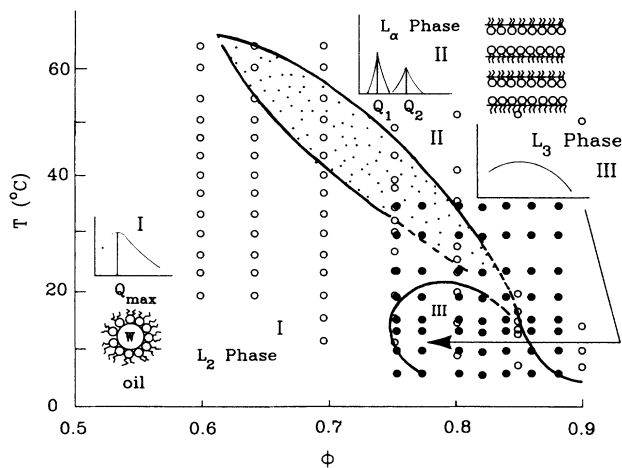 Lα Phase
II
Q1 Q2
II
L3 Phase
III
I
Qmax
W
oil
III
I
L2 Phase
T (°C)
60
40
20
0
0.5 0.6 0.7 0.8 0.9
Φ